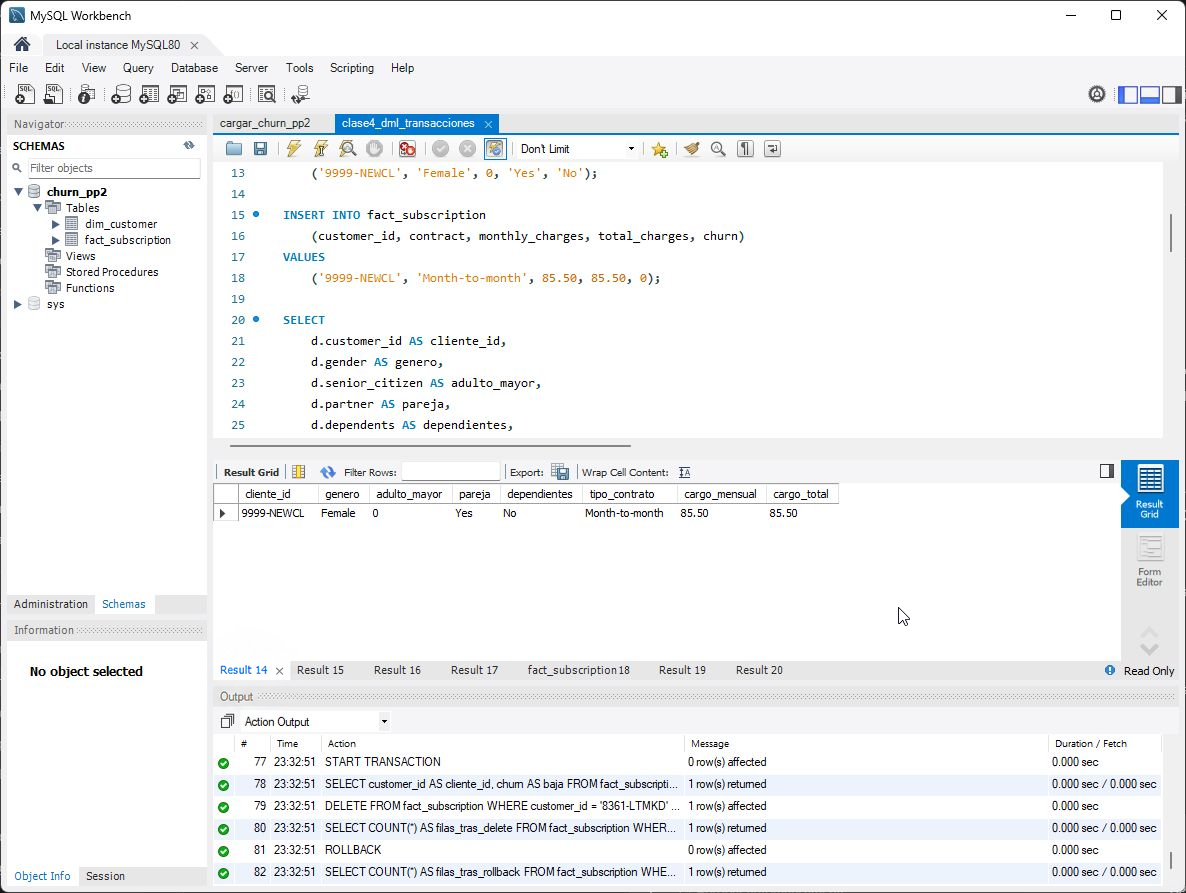 MySQL Workbench
Local instance MySQL80
File Edit View Query Database Server Tools Scripting Help
Navigator
SCHEMAS
Filter objects
churn_pp2
Tables
dim_customer
fact_subscription
Views
Stored Procedures
Functions
sys
Administration Schemas
Information
No object selected
Object Info Session
cargar_churn_pp2 clase4_dml_transacciones
Don't Limit
13 ('9999-NEWCL', 'Female', 0, 'Yes', 'No');
14
15 INSERT INTO fact_subscription
16 (customer_id, contract, monthly_charges, total_charges, churn)
17 VALUES
18 ('9999-NEWCL', 'Month-to-month', 85.50, 85.50, 0);
19
20 SELECT
21 d.customer_id AS cliente_id,
22 d.gender AS genero,
23 d.senior_citizen AS adulto_mayor,
24 d.partner AS pareja,
25 d.dependents AS dependientes,
Result Grid Filter Rows: Export: Wrap Cell Content:
cliente_id genero adulto_mayor pareja dependientes tipo_contrato cargo_mensual cargo_total
9999-NEWCL Female 0 Yes No Month-to-month 85.50 85.50
Result
Grid
Form
Editor
Result 14 Result 15 Result 16 Result 17 fact_subscription18 Result 19 Result 20 Read Only
Output
Action Output
# Time Action Message Duration / Fetch
77 23:32:51 START TRANSACTION 0 row(s) affected 0.000 sec
78 23:32:51 SELECT customer_id AS cliente_id, churn AS baja FROM fact_subscripti... 1 row(s) returned 0.000 sec / 0.000 sec
79 23:32:51 DELETE FROM fact_subscription WHERE customer_id = '8361-LTMKD' ... 1 row(s) affected 0.000 sec
80 23:32:51 SELECT COUNT(*) AS filas_tras_delete FROM fact_subscription WHER... 1 row(s) returned 0.000 sec / 0.000 sec
81 23:32:51 ROLLBACK 0 row(s) affected 0.000 sec
82 23:32:51 SELECT COUNT(*) AS filas_tras_rollback FROM fact_subscription WHE... 1 row(s) returned 0.000 sec / 0.000 sec